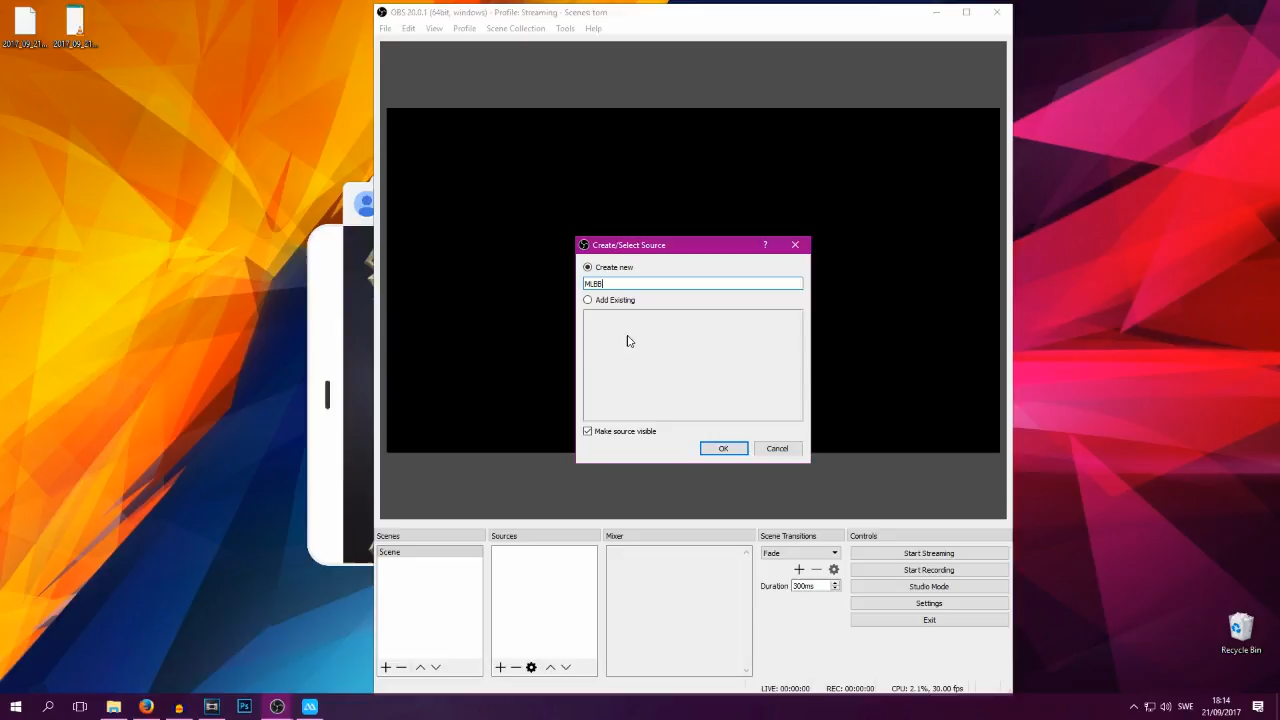 2017_09_21...
2017_09_21...
OBS 20.0.1 (64bit, windows) - Profile: Streaming - Scenes: tom
File Edit View Profile Scene Collection Tools Help
Create/Select Source
?
Create new
MLBB
Add Existing
Make source visible
OK Cancel
Scenes
Scene
Sources
Mixer
Scene Transitions
Fade
Duration 300ms
Controls
Start Streaming
Start Recording
Studio Mode
Settings
Exit
LIVE: 00:00:00 REC: 00:00:00 CPU: 2.1%, 30.00 fps
Recycle Bin
Ps
SWE
18:14
21/09/2017